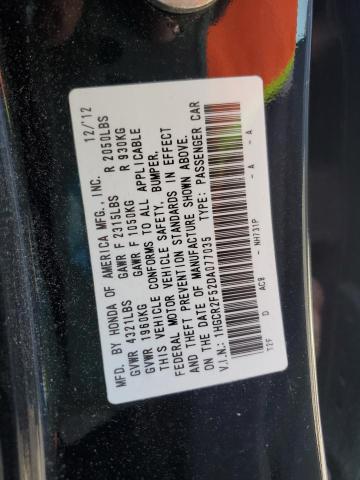 MFD. BY HONDA OF AMERICA MFG., INC. 12/'12
GVWR 4321LBS GAWR F 2315LBS R 2050LBS
GVWR 1960KG GAWR F 1050KG R 930KG
THIS VEHICLE CONFORMS TO ALL APPLICABLE
FEDERAL MOTOR VEHICLE SAFETY, BUMPER,
AND THEFT PREVENTION STANDARDS IN EFFECT
ON THE DATE OF MANUFACTURE SHOWN ABOVE.
V.I.N.: 1HGCR2F52DA077035 TYPE: PASSENGER CAR
T2F D AC8 - NH731P - A - A